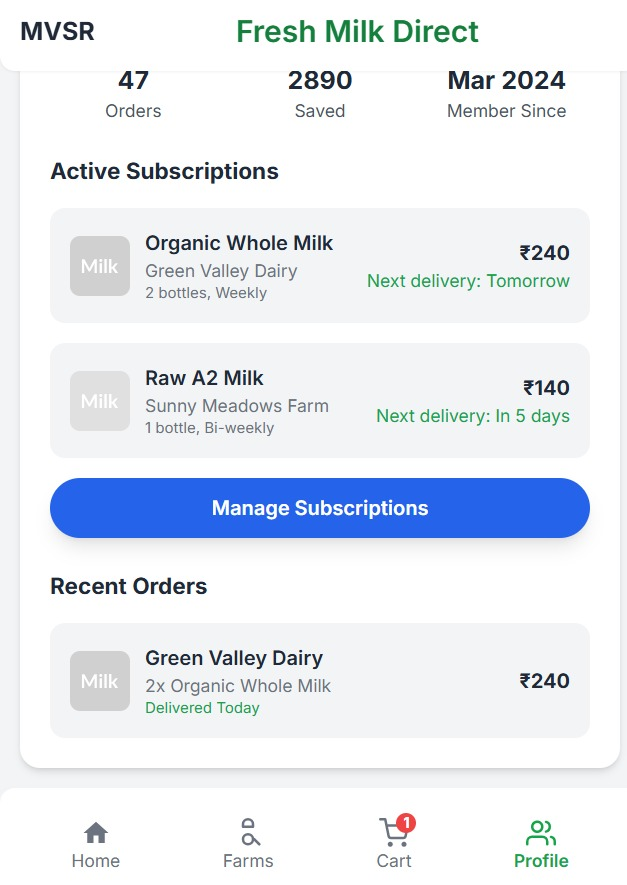 MVSR
Fresh Milk Direct
47
2890
Mar 2024
Orders
Saved
Member Since
Active Subscriptions
Milk
Organic Whole Milk
Green Valley Dairy
2 bottles, Weekly
₹240
Next delivery: Tomorrow
Milk
Raw A2 Milk
Sunny Meadows Farm
1 bottle, Bi-weekly
₹140
Next delivery: In 5 days
Manage Subscriptions
Recent Orders
Milk
Green Valley Dairy
2x Organic Whole Milk
Delivered Today
₹240
1
Home
Farms
Cart
Profile